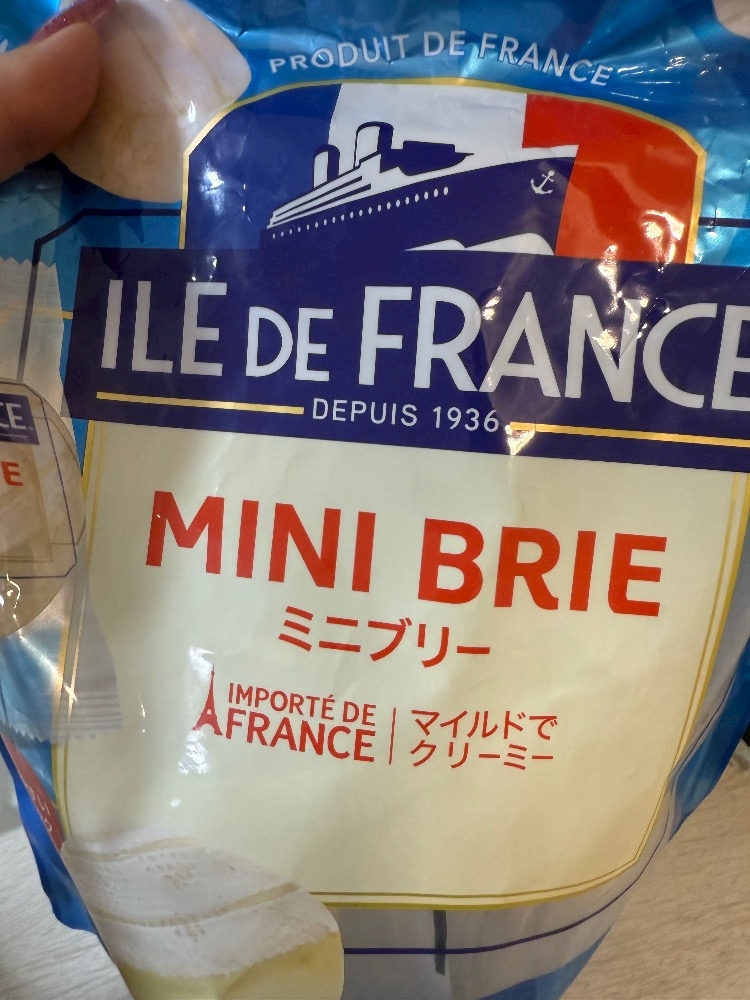 PRODUIT DE FRANCE
ILE DE FRANCE
DEPUIS 1936
MINI BRIE
ミニブリー
IMPORTÉ DE
FRANCE
マイルドで
クリーミー